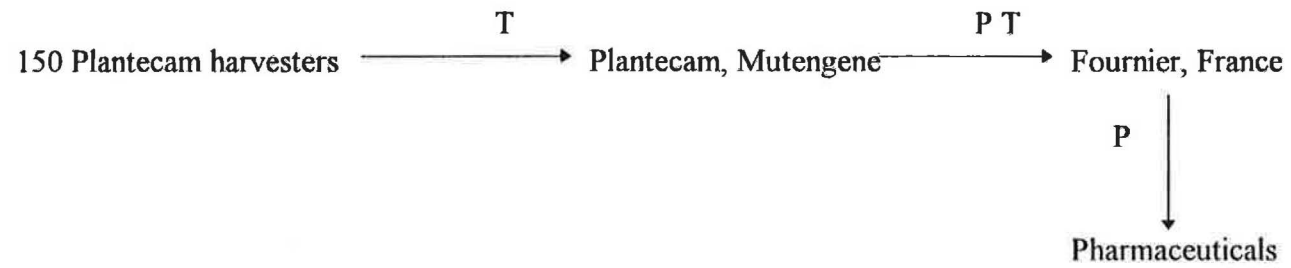 T
P T
150 Plantecam harvesters
Plantecam, Mutengene
Fournier, France
P
Pharmaceuticals